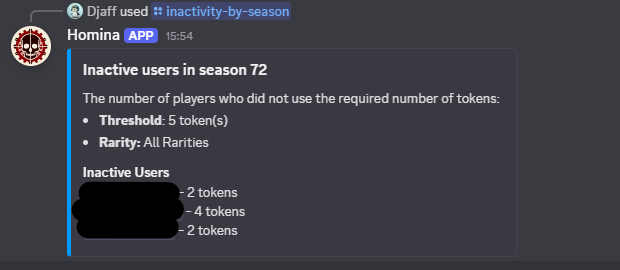 Djaff used inactivity-by-season
Homina APP 15:54
Inactive users in season 72
The number of players who did not use the required number of tokens:
• Threshold: 5 token(s)
• Rarity: All Rarities
Inactive Users
- 2 tokens
- 4 tokens
- 2 tokens